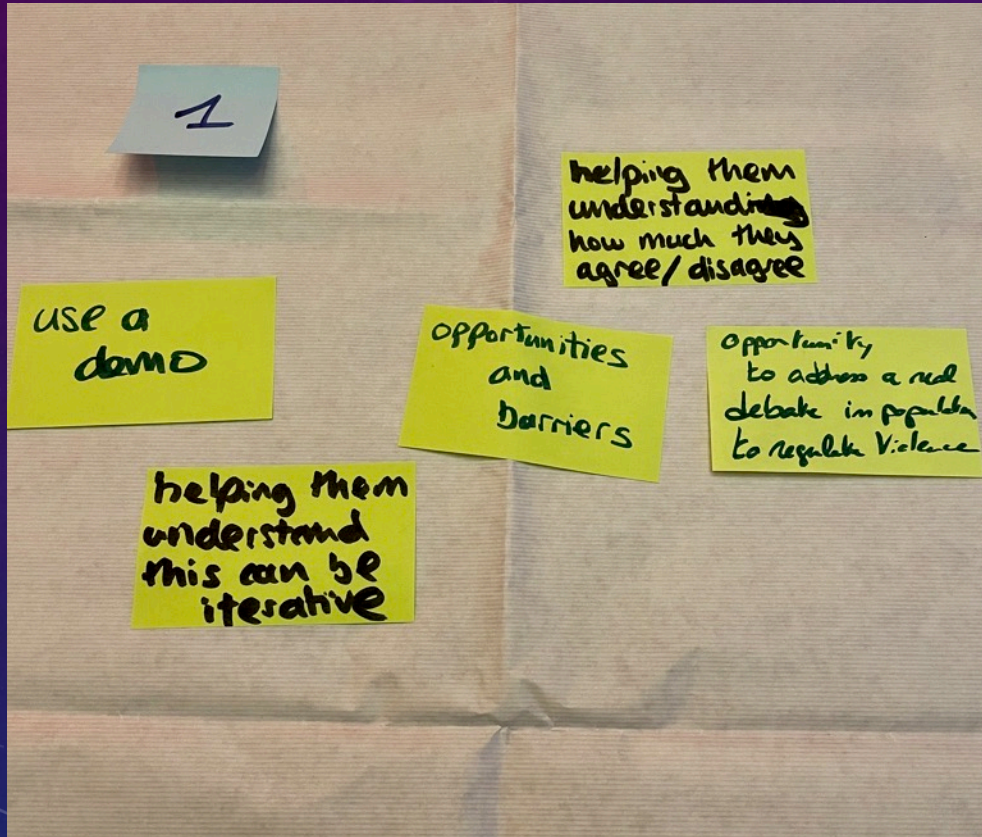 1
helping them
understand
how much they
agree/disagree
use a
demo
opportunities
and
barriers
opportunity
to address a real
debate in population
to regulate Violence
helping them
understand
this can be
iterative